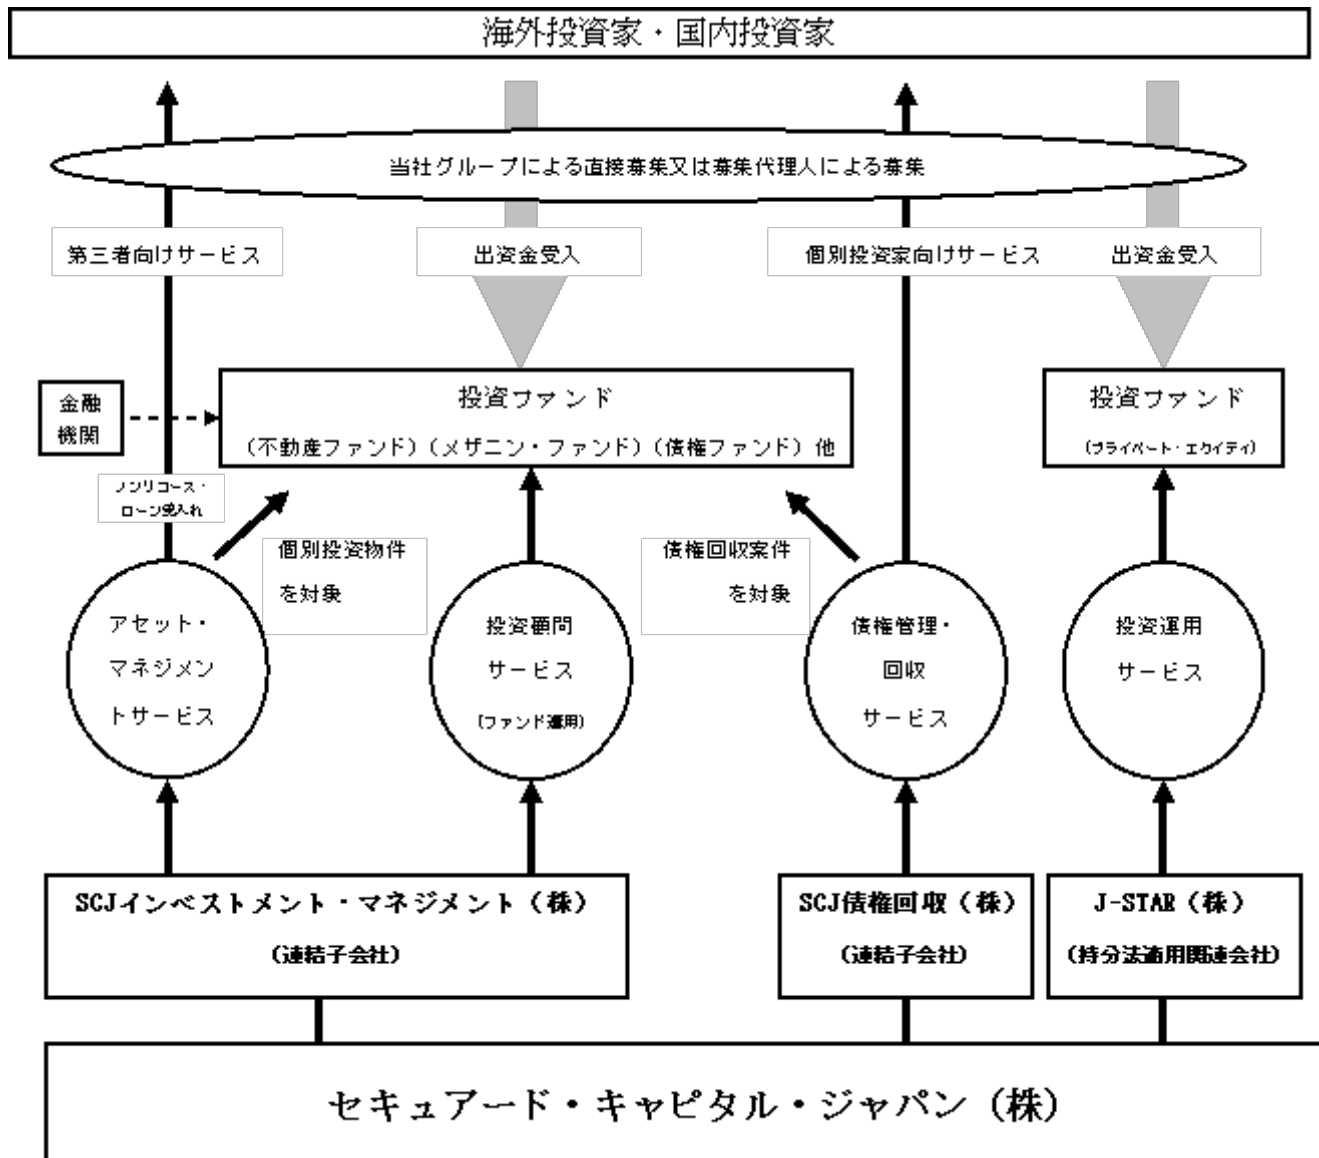 海外投資家・国内投資家
当社グループによる直接募集又は募集代理人による募集
第三者向けサービス
出資金受入
個別投資家向けサービス
出資金受入
金融
機関
投資ファンド
(不動産ファンド)(メザニン・ファンド)(債権ファンド)他
投資ファンド
(プライベート・エクイティ)
ノンリコース・
ローン受入れ
個別投資物件
を対象
債権回収案件
を対象
アセット・
マネジメン
トサービス
投資顧問
サービス
(ファンド運用)
債権管理・
回収
サービス
投資運用
サービス
SCJインベストメント・マネジメント(株)
(連結子会社)
SCJ債権回収(株)
(連結子会社)
J-STAR(株)
(持分法適用関連会社)
セキュアード・キャピタル・ジャパン(株)